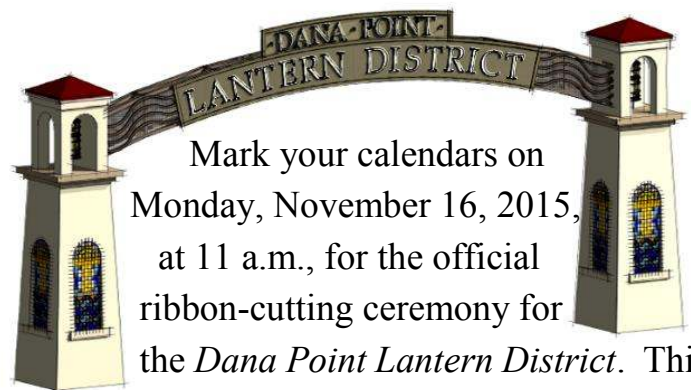 -DANA-POINT-
LANTERN DISTRICT
Mark your calendars on
Monday, November 16, 2015,
at 11 a.m., for the official
ribbon-cutting ceremony for
the Dana Point Lantern District. Thi